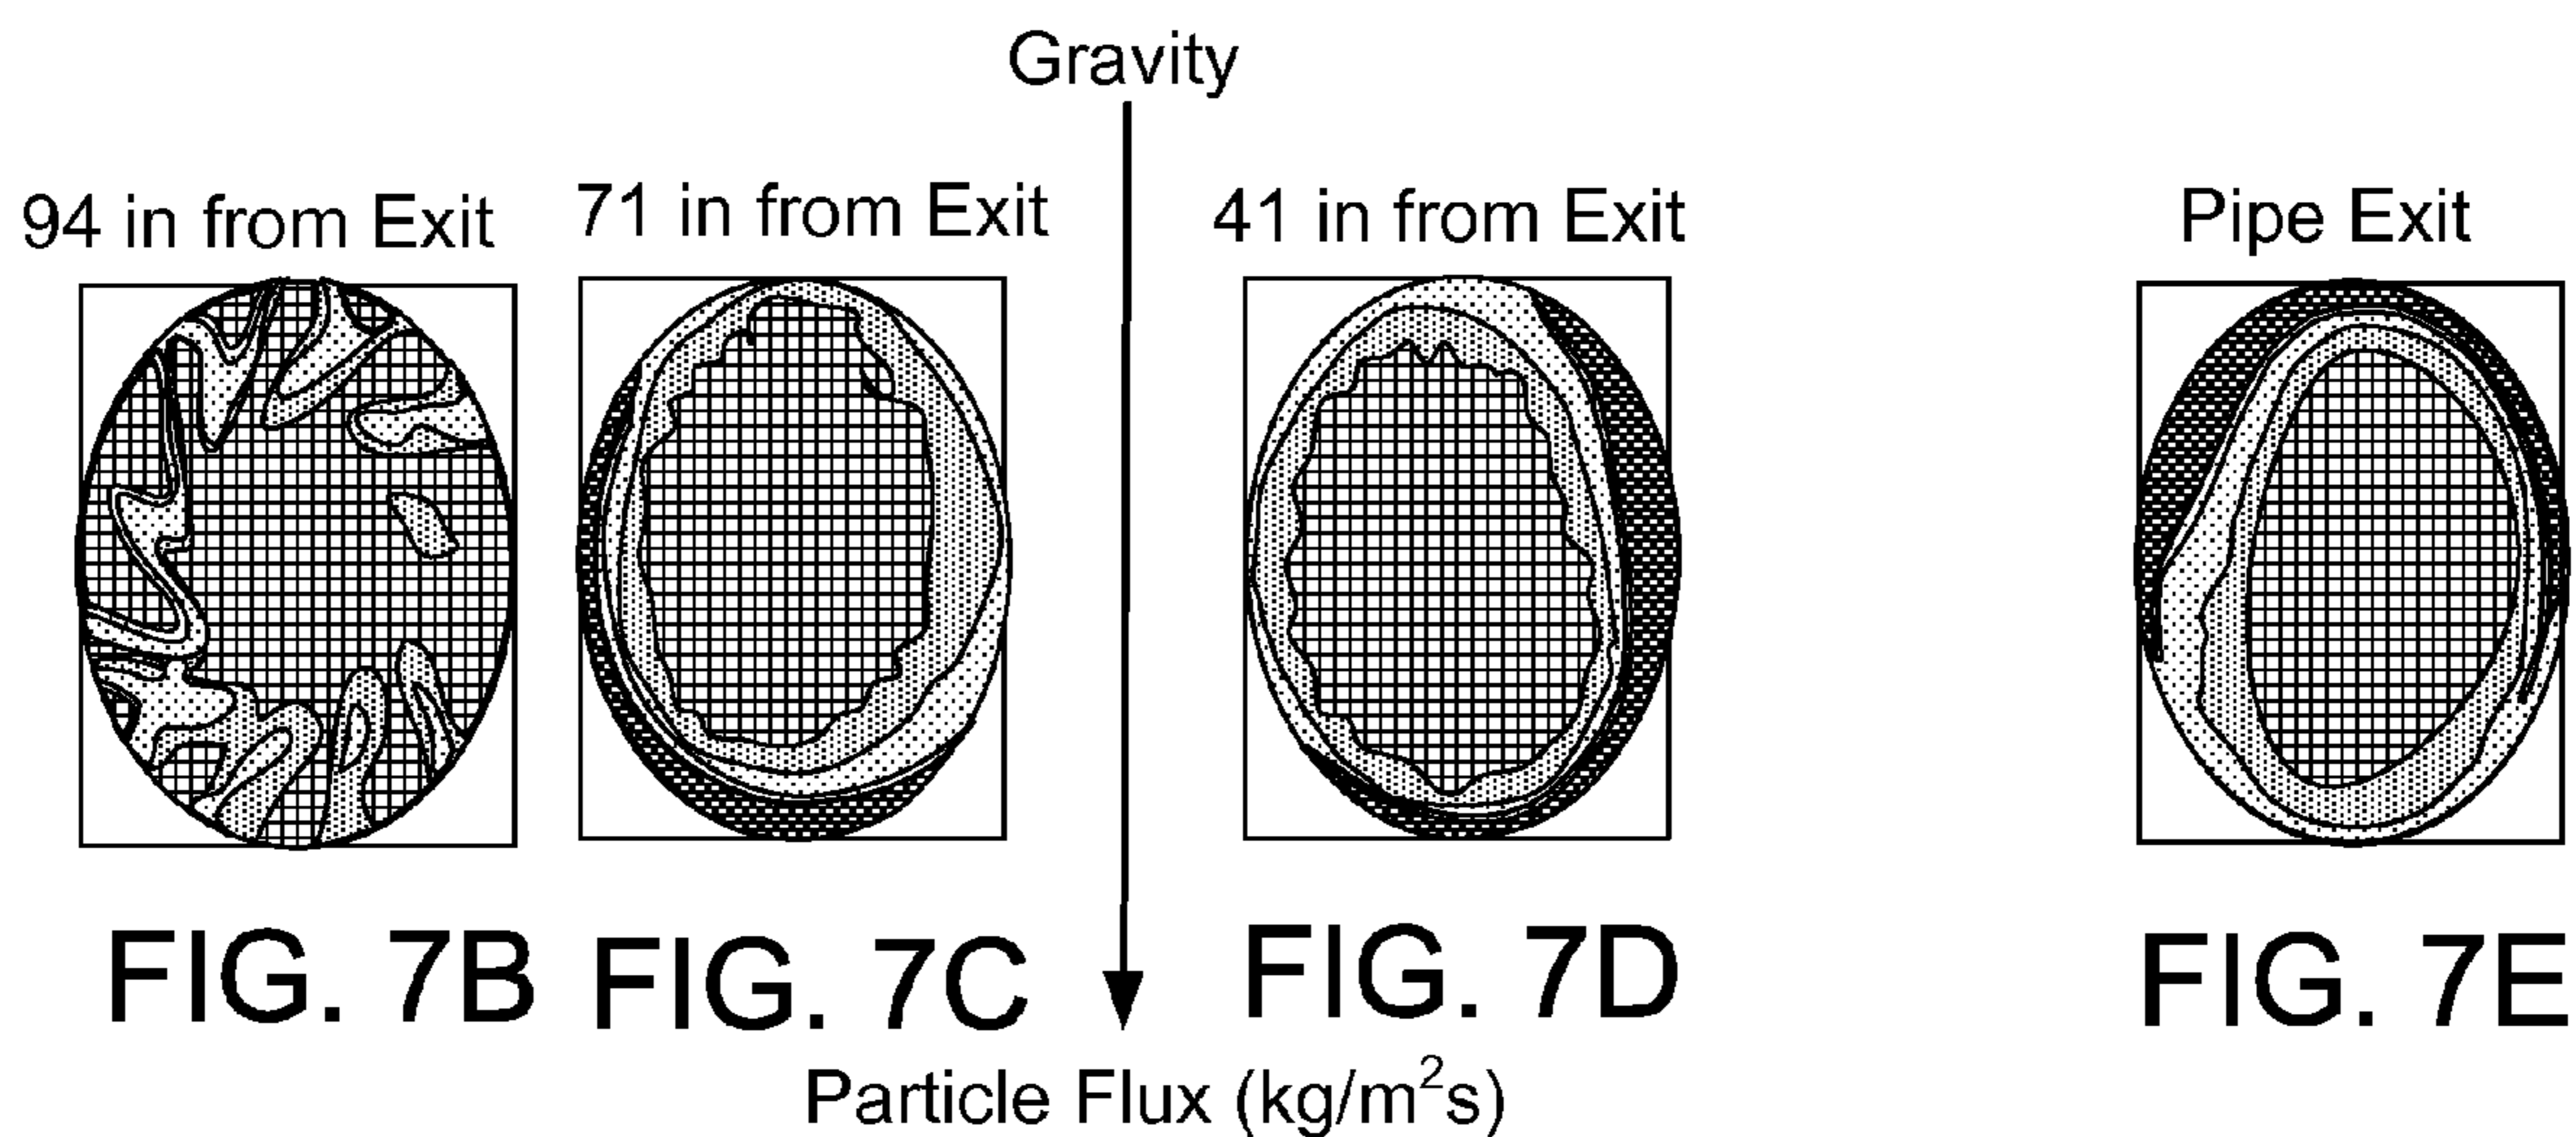 Gravity
94 in from Exit
71 in from Exit
41 in from Exit
Pipe Exit
FIG. 7B
FIG. 7C
FIG. 7D
FIG. 7E
Particle Flux (kg/m²s)